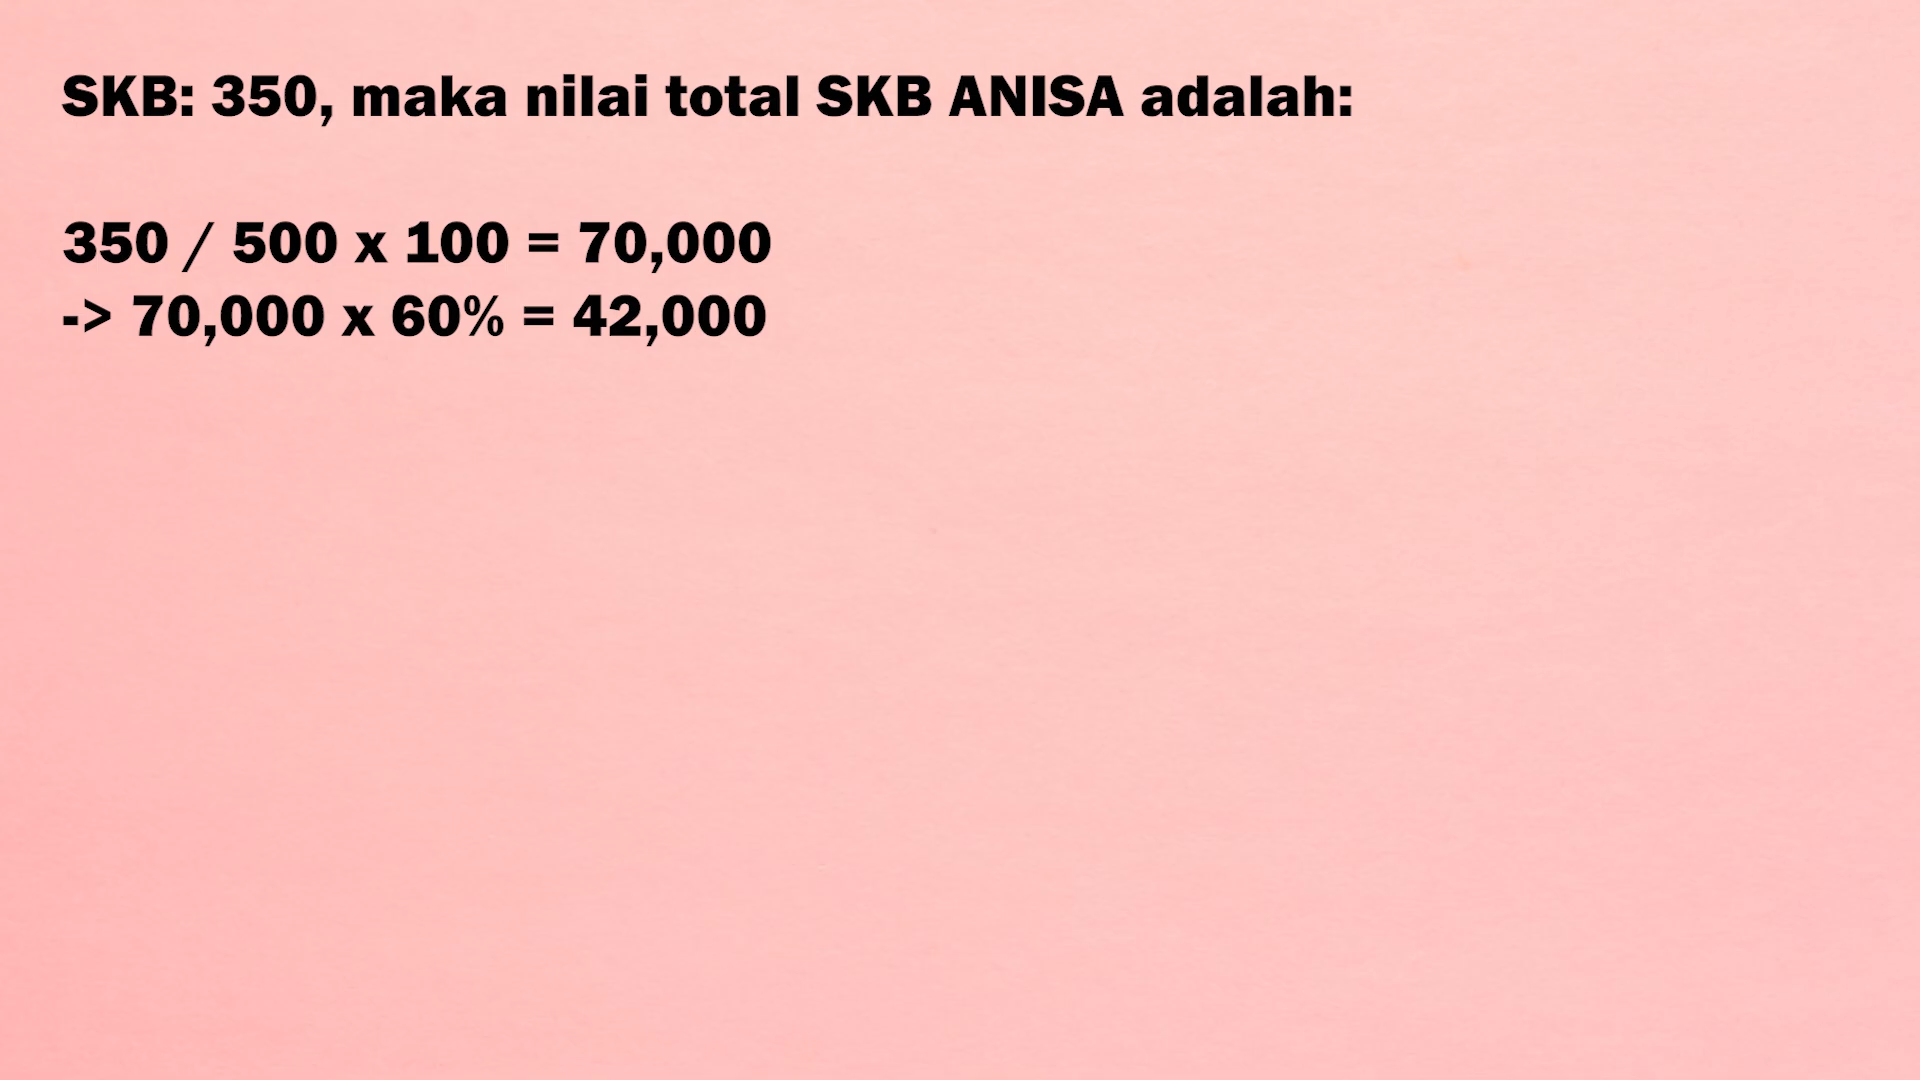 SKB: 350, maka nilai total SKB ANISA adalah:
350 / 500 x 100 = 70,000
-> 70,000 x 60% = 42,000